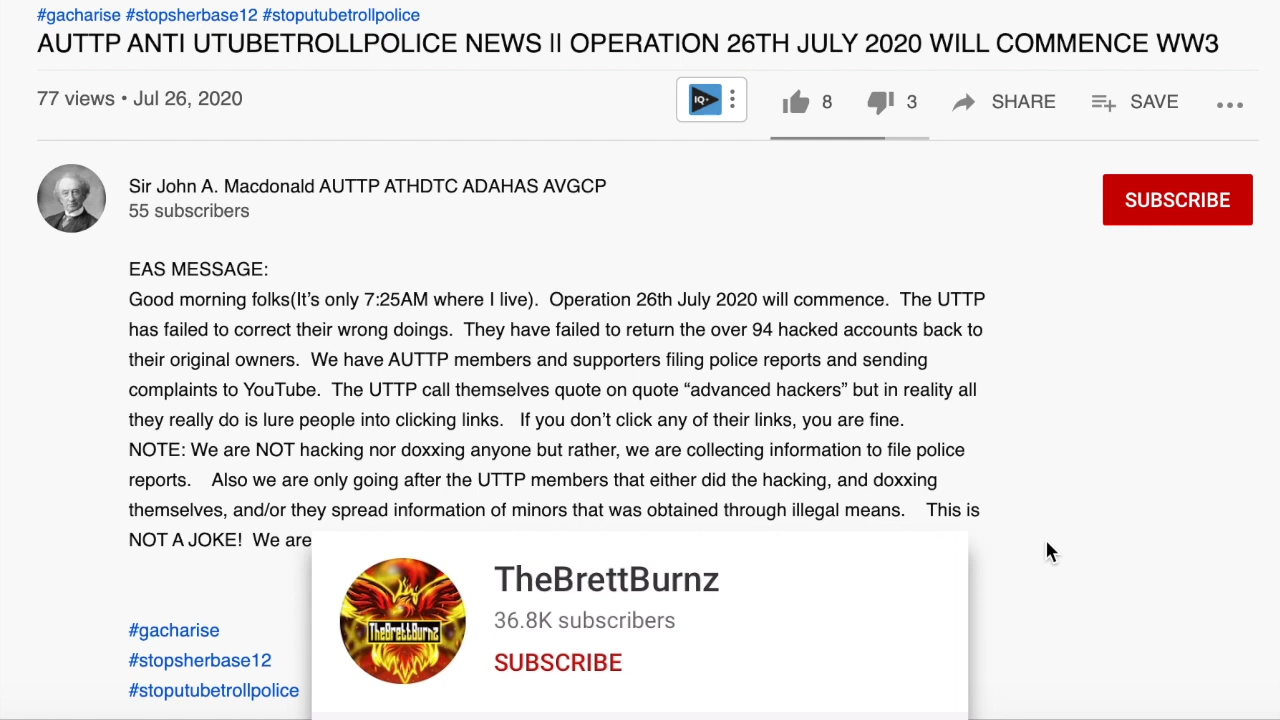 #gacharise #stopsherbase12 #stoputubetrollpolice
AUTTP ANTI UTUBETROLLPOLICE NEWS ll OPERATION 26TH JULY 2020 WILL COMMENCE WW3
77 views • Jul 26, 2020
IQ+
8
3
SHARE
SAVE
Sir John A. Macdonald AUTTP ATHDTC ADAHAS AVGCP
55 subscribers
SUBSCRIBE
EAS MESSAGE:
Good morning folks(It’s only 7:25AM where I live).  Operation 26th July 2020 will commence.  The UTTP
has failed to correct their wrong doings.  They have failed to return the over 94 hacked accounts back to
their original owners.  We have AUTTP members and supporters filing police reports and sending
complaints to YouTube.  The UTTP call themselves quote on quote “advanced hackers” but in reality all
they really do is lure people into clicking links.   If you don’t click any of their links, you are fine.
NOTE: We are NOT hacking nor doxxing anyone but rather, we are collecting information to file police
reports.    Also we are only going after the UTTP members that either did the hacking, and doxxing
themselves, and/or they spread information of minors that was obtained through illegal means.    This is
NOT A JOKE!  We are
#gacharise
#stopsherbase12
#stoputubetrollpolice
TheBrettBurnz
TheBrettBurnz
36.8K subscribers
SUBSCRIBE